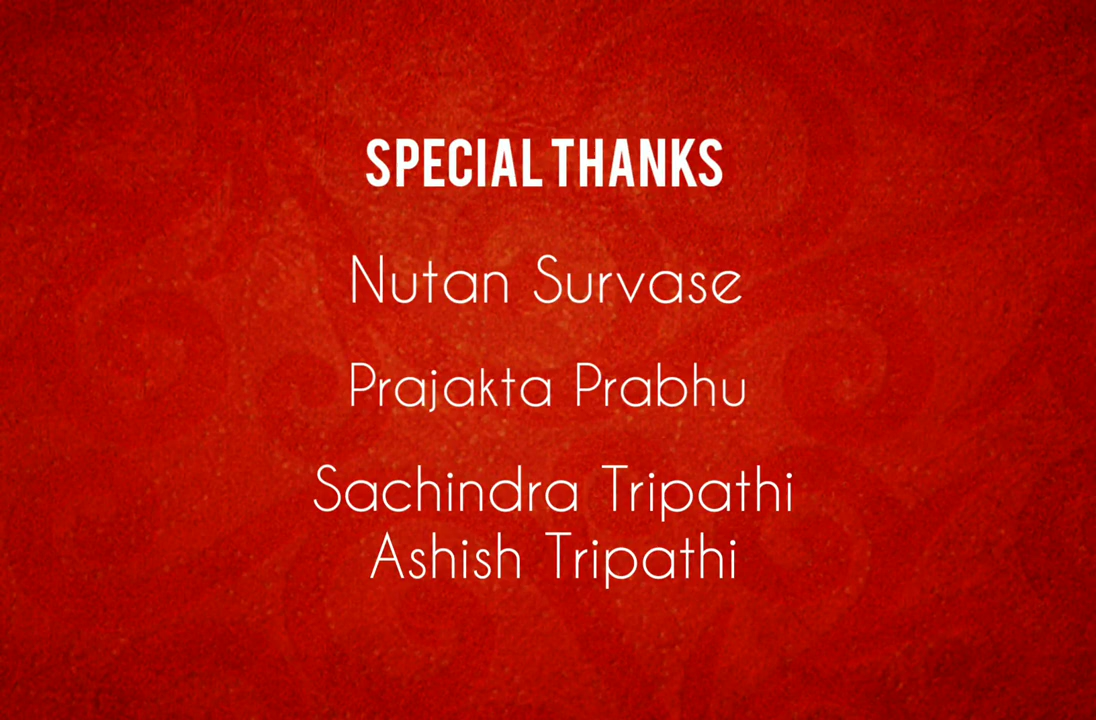 SPECIAL THANKS
Nutan Survase
Prajakta Prabhu
Sachindra Tripathi
Ashish Tripathi